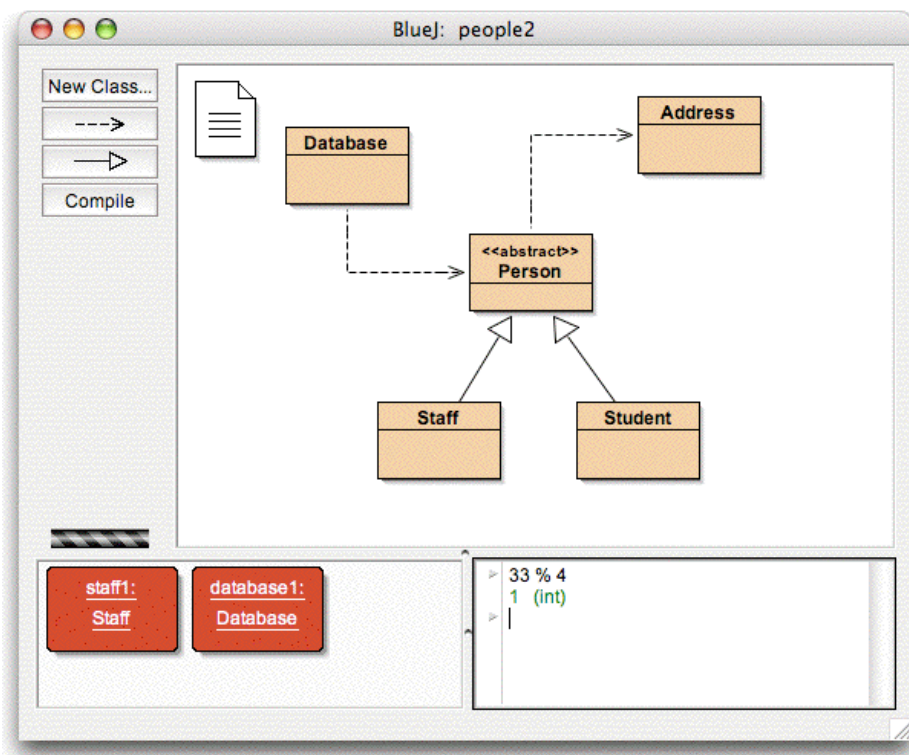 BlueJ: people2
New Class...
Compile
Database
Address
<<abstract>>
Person
Staff
Student
staff1:
Staff
database1:
Database
33 % 4
1 (int)